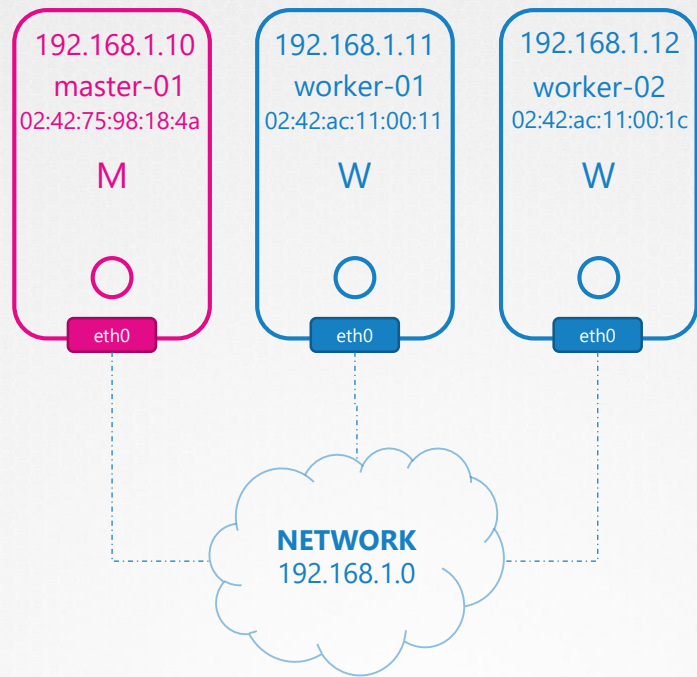 192.168.1.10
master-01
02:42:75:98:18:4a
M
eth0
192.168.1.11
worker-01
02:42:ac:11:00:11
W
eth0
192.168.1.12
worker-02
02:42:ac:11:00:1c
W
eth0
NETWORK
192.168.1.0